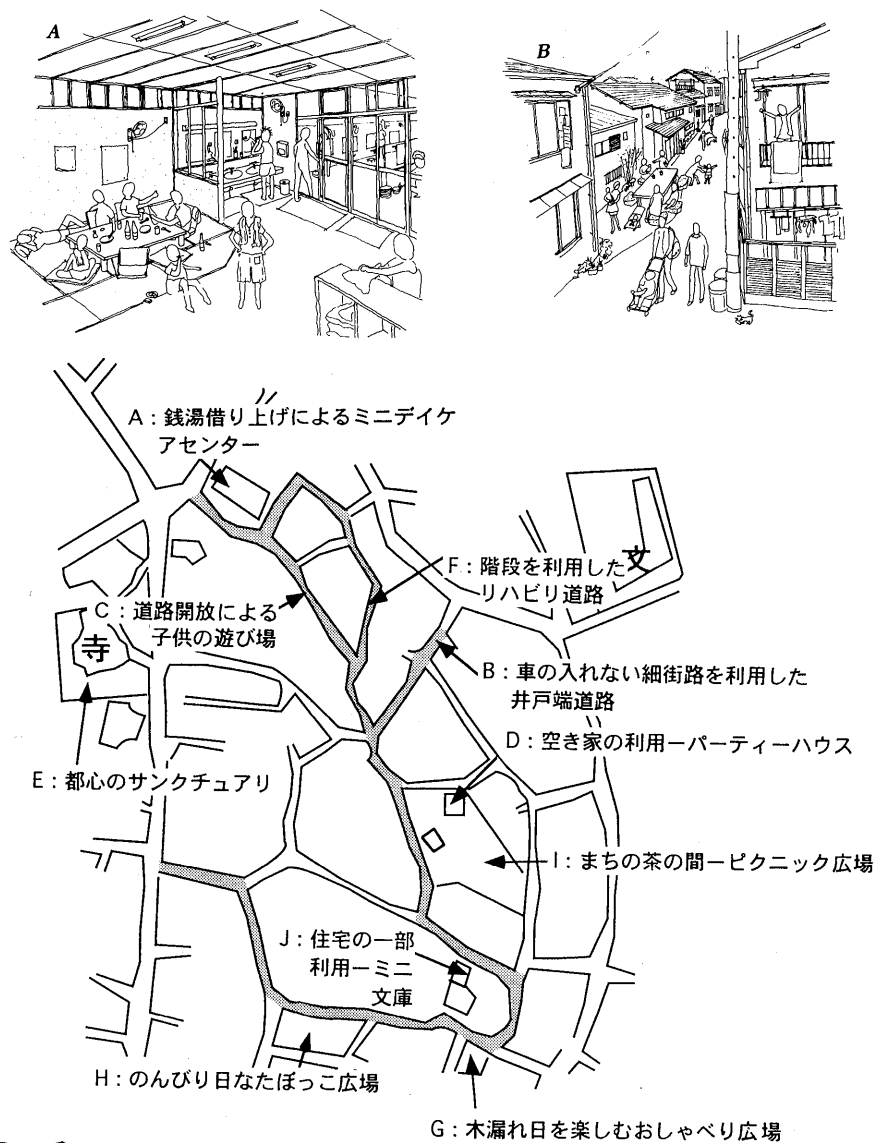 A
B
A：銭湯借り上げによるミニデイケ
アセンター
文
F：階段を利用した
リハビリ道路
C：道路開放による
子供の遊び場
寺
B：車の入れない細街路を利用した
井戸端道路
D：空き家の利用ーパーティーハウス
E：都心のサンクチュアリ
I：まちの茶の間ーピクニック広場
J：住宅の一部
利用ーミニ
文庫
H：のんびり日なたぼっこ広場
G：木漏れ日を楽しむおしゃべり広場